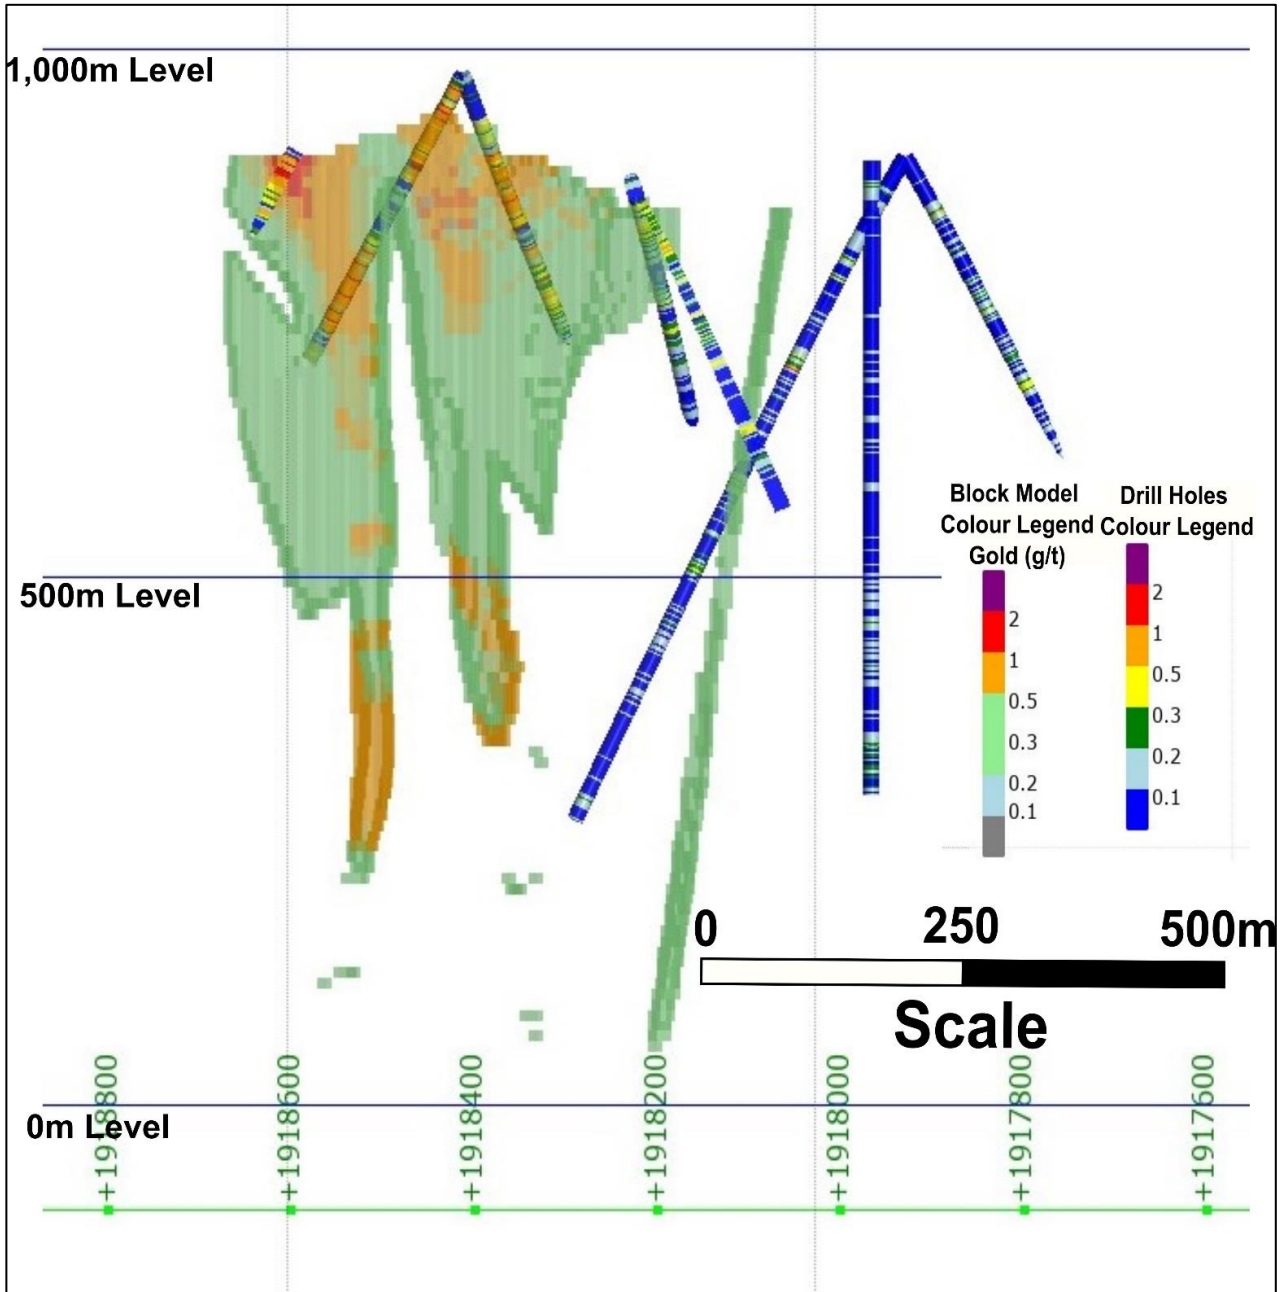 1,000m Level
Block Model
Colour Legend
Gold (g/t)
2
1
0.5
0.3
0.2
0.1
Drill Holes
Colour Legend
2
1
0.5
0.3
0.2
0.1
500m Level
0 250 500m
Scale
0m Level
+1918800
+1918600
+1918400
+1918200
+1918000
+1917800
+1917600